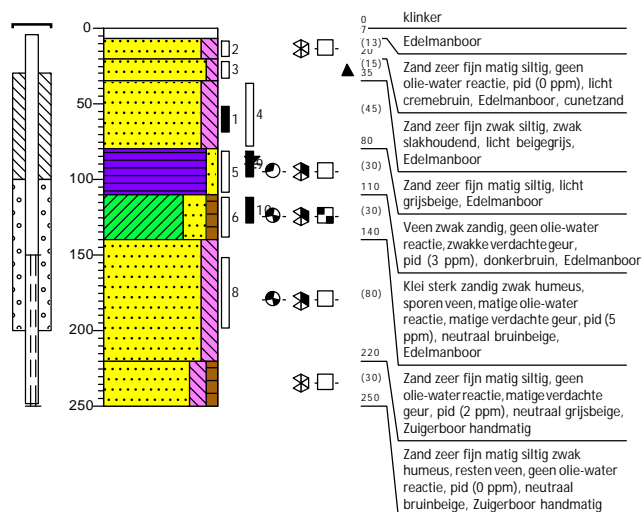 0
50
100
150
200
250
2
3
4
1
5
9
6
10
8
0
klinker
7
(13)
Edelmanboor
20
(15)
35
Zand zeer fijn matig siltig, geen
olie-water reactie, pid (0 ppm), licht
cremebruin, Edelmanboor, cunetzand
(45)
Zand zeer fijn zwak siltig, zwak
slakhoudend, licht beigegrijs,
Edelmanboor
80
(30)
Zand zeer fijn matig siltig, licht
grijsbeige, Edelmanboor
110
(30)
Veen zwak zandig, geen olie-water
reactie, zwakke verdachte geur,
pid (3 ppm), donkerbruin, Edelmanboor
140
Klei sterk zandig zwak humeus,
sporen veen, matige olie-water
reactie, matige verdachte geur, pid (5
ppm), neutraal bruinbeige,
Edelmanboor
(80)
220
Zand zeer fijn matig siltig, geen
olie-water reactie, matige verdachte
geur, pid (2 ppm), neutraal grijsbeige,
Zuigerboor handmatig
(30)
250
Zand zeer fijn matig siltig zwak
humeus, resten veen, geen olie-water
reactie, pid (0 ppm), neutraal
bruinbeige, Zuigerboor handmatig